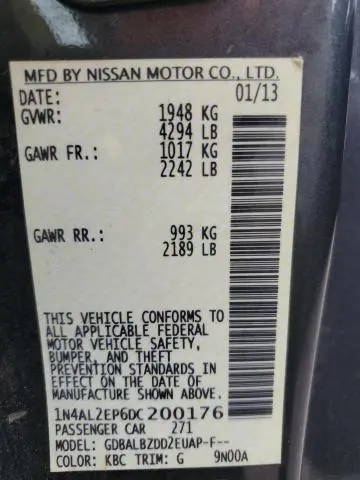 MFD BY NISSAN MOTOR CO., LTD.
DATE: 01/13
GVWR: 1948 KG
4294 LB
GAWR FR.: 1017 KG
2242 LB
GAWR RR.: 993 KG
2189 LB
THIS VEHICLE CONFORMS TO
ALL APPLICABLE FEDERAL
MOTOR VEHICLE SAFETY,
BUMPER, AND THEFT
PREVENTION STANDARDS IN
EFFECT ON THE DATE OF
MANUFACTURE SHOWN ABOVE.
1N4AL2EP6DC200176
PASSENGER CAR 271
MODEL: GDBALBZDD2EUAP-F--
COLOR: KBC TRIM: G 9N00A